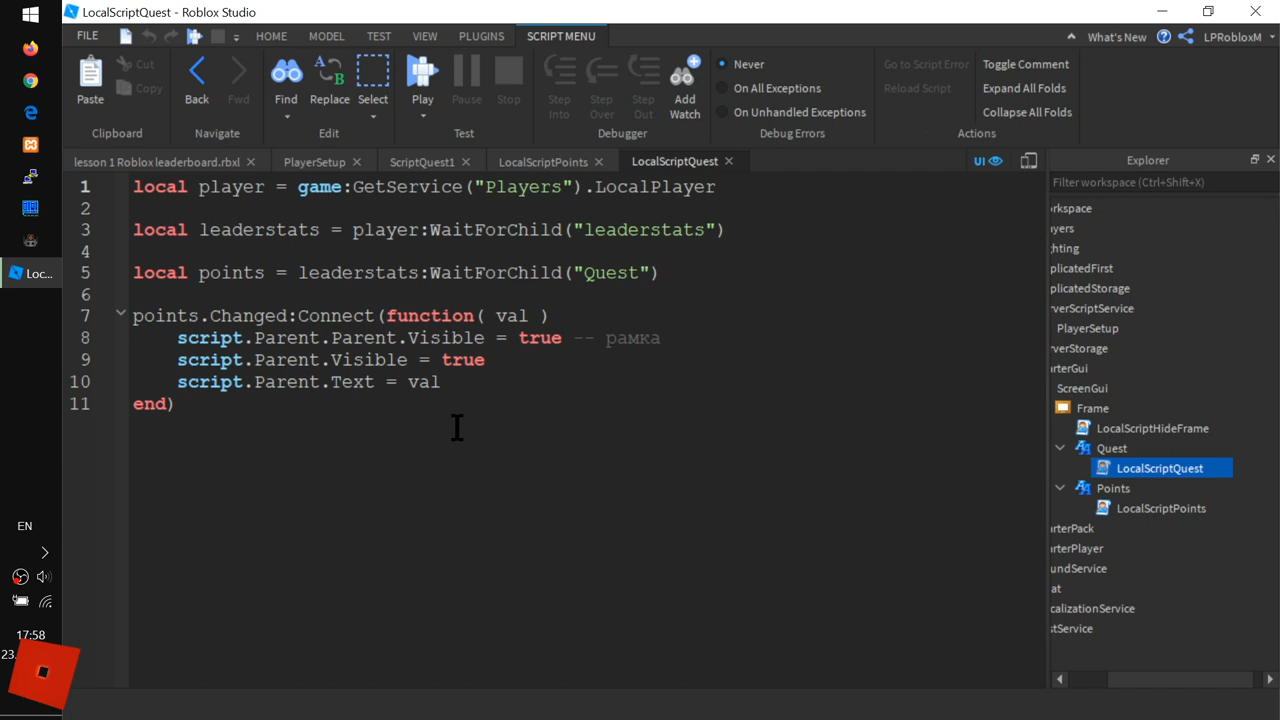 LocalScriptQuest - Roblox Studio
FILE HOME MODEL TEST VIEW PLUGINS SCRIPT MENU What's New LPRobloxM
Paste Cut Copy Back Fwd Find Replace Select Play Pause Stop Step Into Step Over Step Out Add Watch
Never
On All Exceptions
On Unhandled Exceptions
Go to Script Error
Reload Script
Toggle Comment
Expand All Folds
Collapse All Folds
Clipboard Navigate Edit Test Debugger Debug Errors Actions
lesson 1 Roblox leaderboard.rbxl PlayerSetup ScriptQuest1 LocalScriptPoints LocalScriptQuest UI Explorer
1 local player = game:GetService("Players").LocalPlayer
2
3 local leaderstats = player:WaitForChild("leaderstats")
4
5 local points = leaderstats:WaitForChild("Quest")
6
7 points.Changed:Connect(function( val )
8 script.Parent.Parent.Visible = true -- рамка
9 script.Parent.Visible = true
10 script.Parent.Text = val
11 end)
Filter workspace (Ctrl+Shift+X)
rkspace
yers
hting
plicatedFirst
plicatedStorage
rverScriptService
PlayerSetup
rverStorage
arterGui
ScreenGui
Frame
LocalScriptHideFrame
Quest
LocalScriptQuest
Points
LocalScriptPoints
arterPack
arterPlayer
undService
at
calizationService
stService
Loc...
EN
17:58
23.